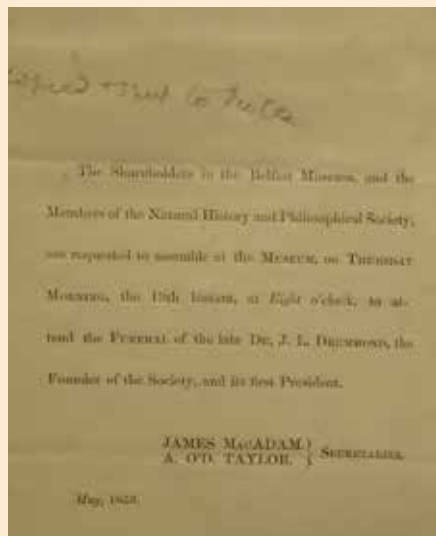 The Shareholders in the Belfast Museum, and the
Members of the Natural History and Philosophical Society,
are requested to assemble at the MUSEUM, on THURSDAY
MORNING, the instant, at Eight o'clock, to at-
tend the FUNERAL of the late DR. J. L. DRUMMOND, the
Founder of the Society, and its first President.
JAMES MACADAM, }
A. O'D. TAYLOR, } SECRETARIES.
May, 1853.